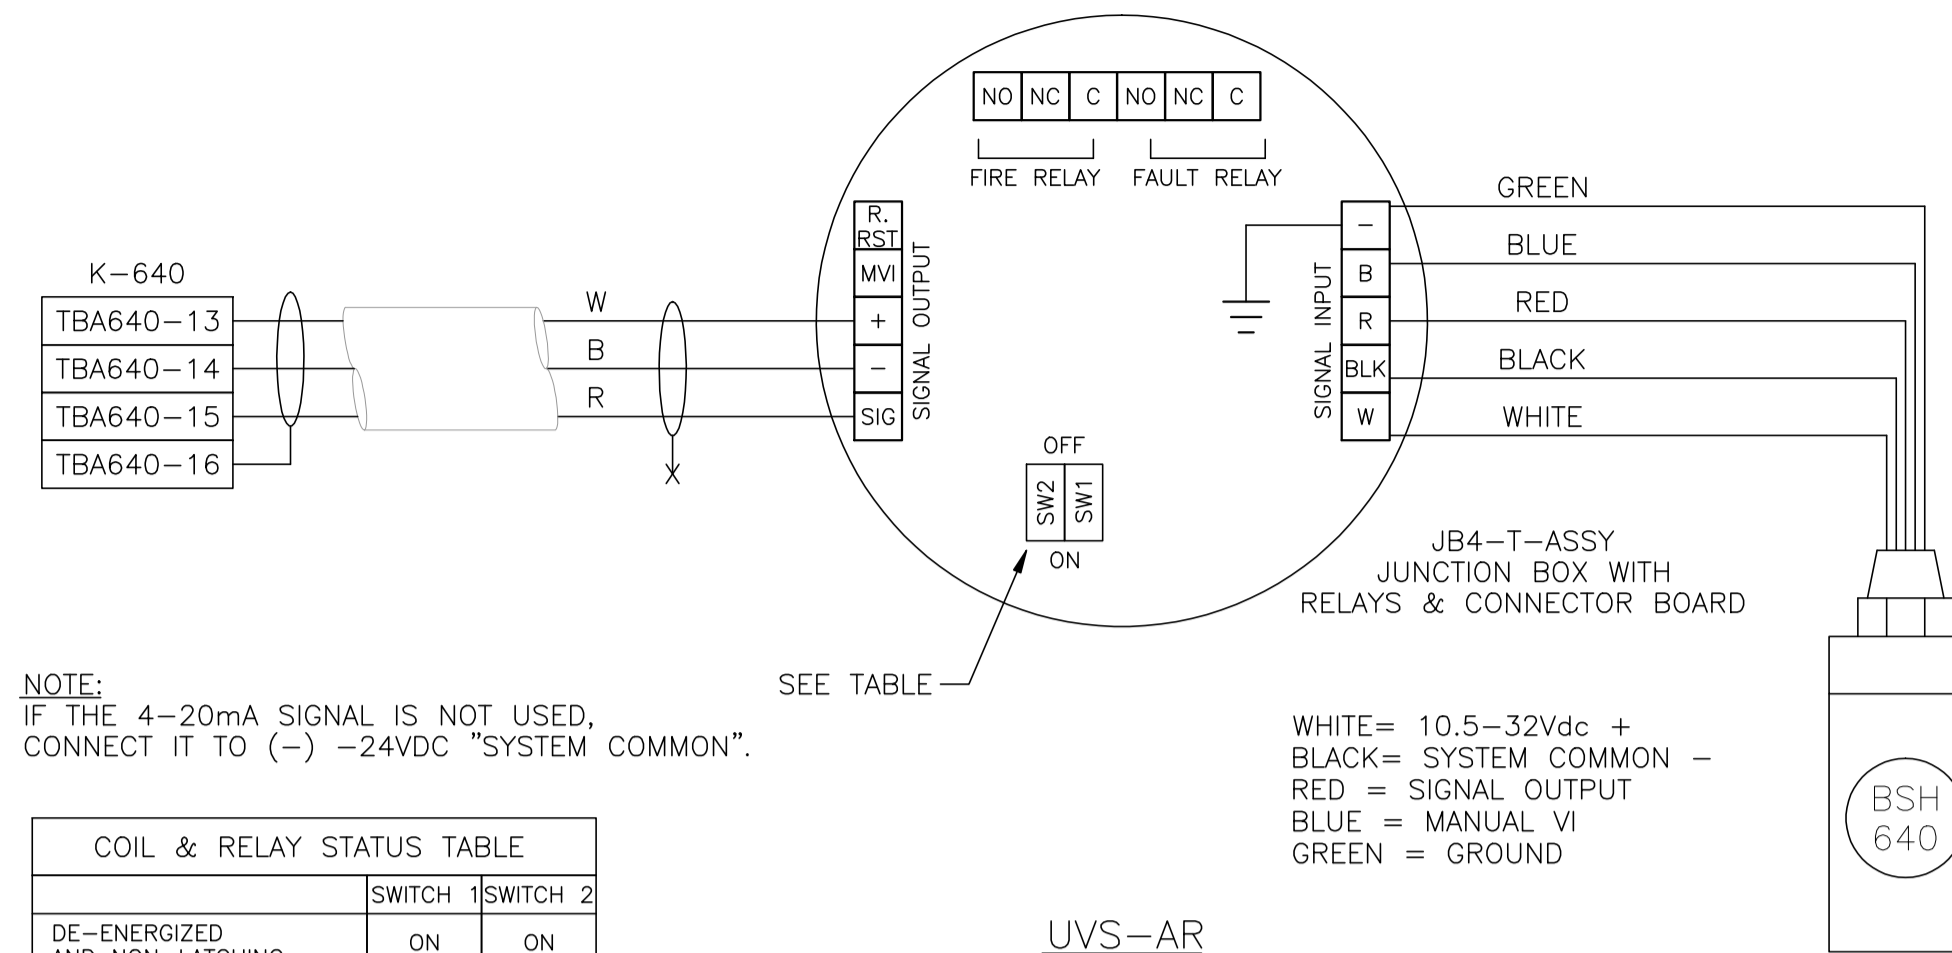 NO NC C NO NC C
FIRE RELAY FAULT RELAY
K-640
TBA640-13
TBA640-14
TBA640-15
TBA640-16
W
B
R
R.
RST
MVI
+
-
SIG
SIGNAL OUTPUT
SIGNAL INPUT
-
B
R
BLK
W
GREEN
BLUE
RED
BLACK
WHITE
OFF
SW2 SW1
ON
SEE TABLE
JB4-T-ASSY
JUNCTION BOX WITH
RELAYS & CONNECTOR BOARD
NOTE:
IF THE 4-20mA SIGNAL IS NOT USED,
CONNECT IT TO (-) -24VDC "SYSTEM COMMON".
WHITE= 10.5-32Vdc +
BLACK= SYSTEM COMMON -
RED = SIGNAL OUTPUT
BLUE = MANUAL VI
GREEN = GROUND
BSH
640
COIL & RELAY STATUS TABLE
SWITCH 1 SWITCH 2
DE-ENERGIZED ON ON
AND NON-LATCHING
UVS-AR